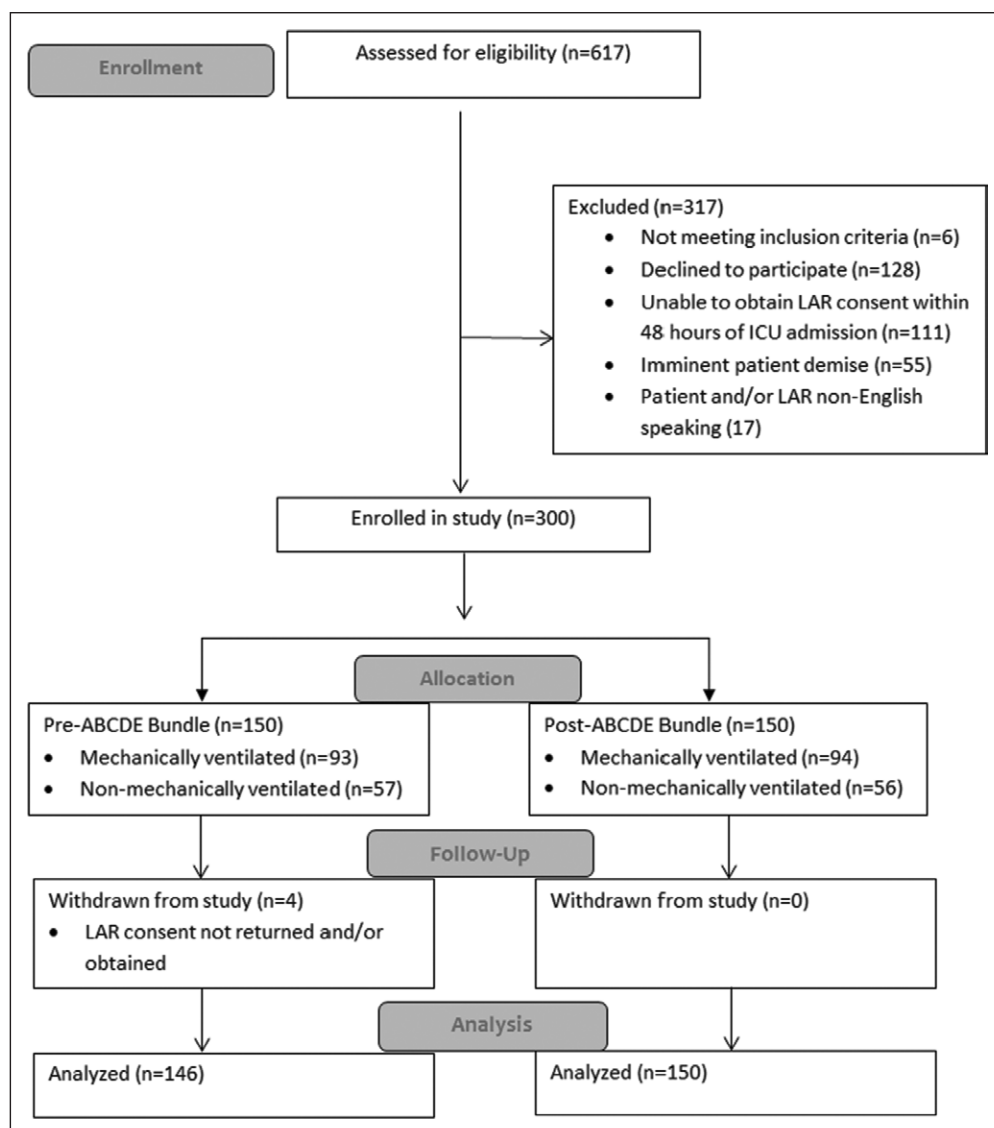 Enrollment
Assessed for eligibility (n=617)
Excluded (n=317)
• Not meeting inclusion criteria (n=6)
• Declined to participate (n=128)
• Unable to obtain LAR consent within
48 hours of ICU admission (n=111)
• Imminent patient demise (n=55)
• Patient and/or LAR non-English
speaking (17)
Enrolled in study (n=300)
Allocation
Pre-ABCDE Bundle (n=150)
• Mechanically ventilated (n=93)
• Non-mechanically ventilated (n=57)
Post-ABCDE Bundle (n=150)
• Mechanically ventilated (n=94)
• Non-mechanically ventilated (n=56)
Follow-Up
Withdrawn from study (n=4)
• LAR consent not returned and/or
obtained
Withdrawn from study (n=0)
Analysis
Analyzed (n=146)
Analyzed (n=150)